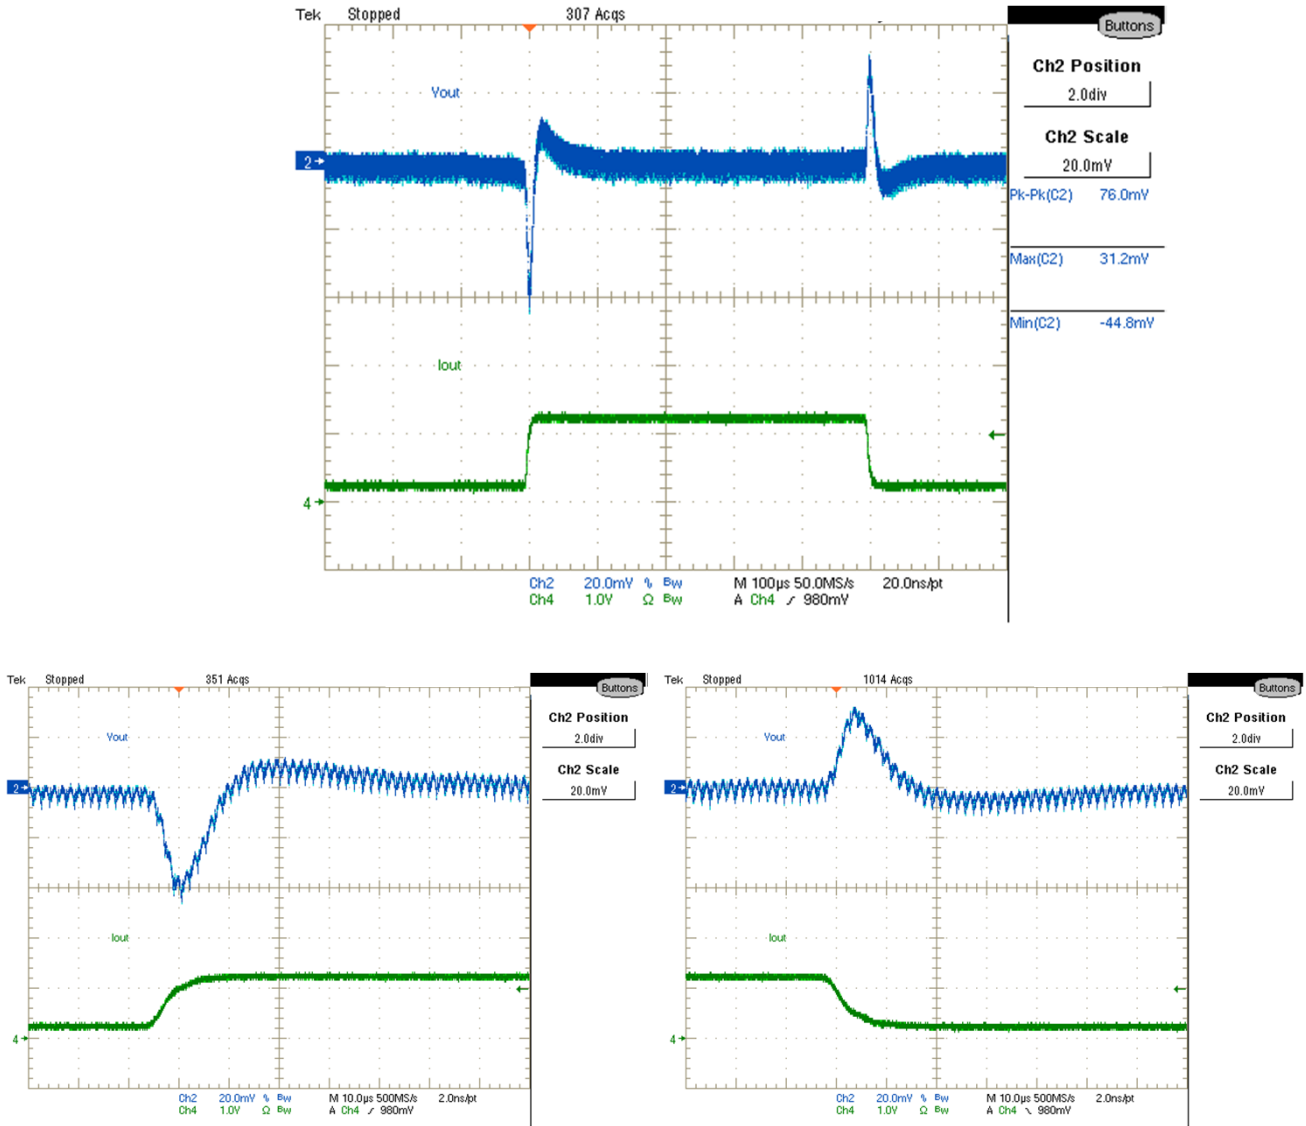 Tek Stopped 307 Acqs
Buttons
Ch2 Position
2.0div
Ch2 Scale
20.0mV
Pk-Pk(C2) 76.0mV
Max(C2) 31.2mV
Min(C2) -44.8mV
Vout
2
Iout
4
Ch2 20.0mV % Bw M 100µs 50.0MS/s 20.0ns/pt
Ch4 1.0V Ω Bw A Ch4 / 980mV
Tek Stopped 351 Acqs
Buttons
Ch2 Position
2.0div
Ch2 Scale
20.0mV
Vout
2
Iout
4
Ch2 20.0mV % Bw M 10.0µs 500MS/s 2.0ns/pt
Ch4 1.0V Ω Bw A Ch4 / 980mV
Tek Stopped 1014 Acqs
Buttons
Ch2 Position
2.0div
Ch2 Scale
20.0mV
Vout
2
Iout
4
Ch2 20.0mV % Bw M 10.0µs 500MS/s 2.0ns/pt
Ch4 1.0V Ω Bw A Ch4 \ 980mV